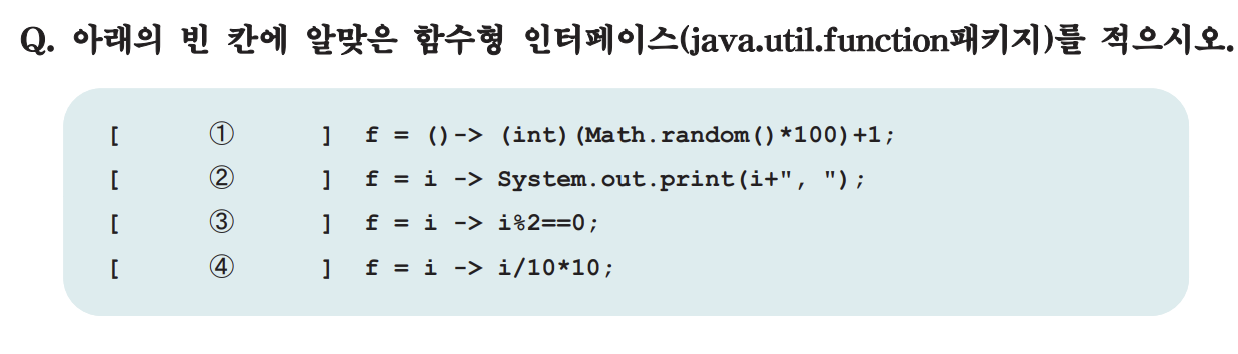 Q. 아래의 빈 칸에 알맞은 함수형 인터페이스(java.util.function패키지)를 적으시오.
[ ① ] f = ()-> (int)(Math.random()*100)+1;
[ ② ] f = i -> System.out.print(i+", ");
[ ③ ] f = i -> i%2==0;
[ ④ ] f = i -> i/10*10;